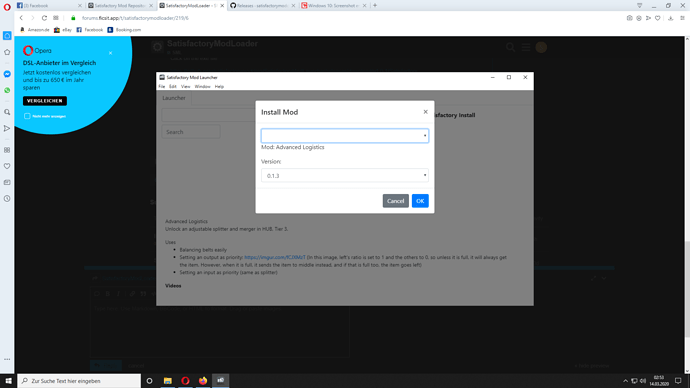 (3) Facebook
Satisfactory Mod Repositor
SatisfactoryModLoader - S
Releases · satisfactorymod
Windows 10: Screenshot v
forums.ficsit.app/t/satisfactorymodloader/219/6
Amazon.de
eBay
Facebook
Booking.com
SatisfactoryModLoader
Opera
DSL-Anbieter im Vergleich
Jetzt kostenlos vergleichen
und bis zu 650 € im Jahr
sparen
VERGLEICHEN
Nicht mehr anzeigen
Satisfactory Mod Launcher
File Edit View Window Help
Launcher
Search
sfactory Install
Install Mod
Mod: Advanced Logistics
Version:
0.1.3
Cancel
OK
Advanced Logistics
Unlock an adjustable splitter and merger in HUB. Tier 5.
Uses
Balancing belts easily
Setting an output as priority: (In this image, left's ratio is set to 1 and the others to 0, so unless it is full, it will always get
the item. However, when it is full, it sends the item to middle instead, and if that is full too, the item goes left)
Setting an input as priority (same as splitter)
Videos
Zur Suche Text hier eingeben
02:53
14.03.2020